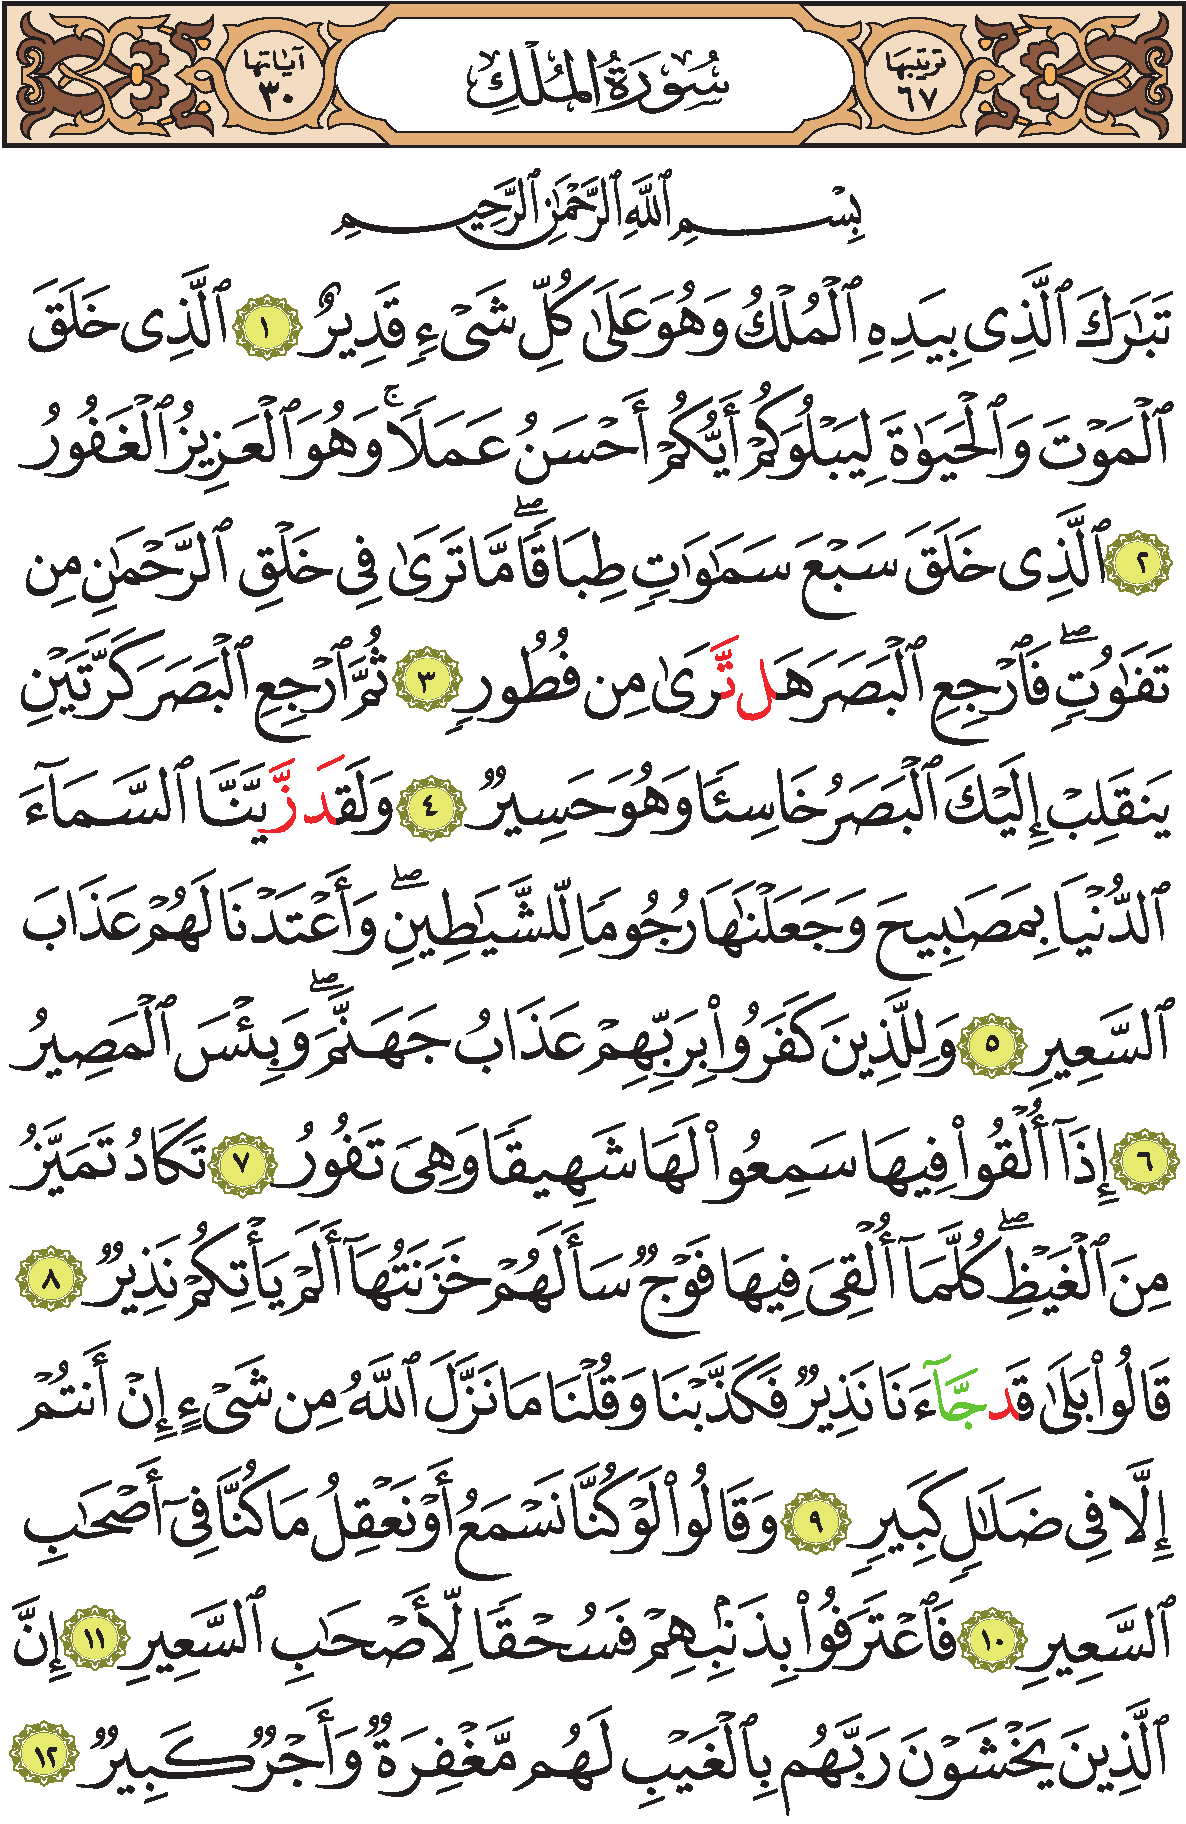 ترتيبها ٦٧
سُورَةُ الْمُلْكِ
آياتها ٣٠
بِسْمِ ٱللَّهِ ٱلرَّحْمَٰنِ ٱلرَّحِيمِ
تَبَٰرَكَ ٱلَّذِى بِيَدِهِ ٱلْمُلْكُ وَهُوَ عَلَىٰ كُلِّ شَىْءٍ قَدِيرٌ ١ ٱلَّذِى خَلَقَ
ٱلْمَوْتَ وَٱلْحَيَوٰةَ لِيَبْلُوَكُمْ أَيُّكُمْ أَحْسَنُ عَمَلًا ۚ وَهُوَ ٱلْعَزِيزُ ٱلْغَفُورُ
٢ ٱلَّذِى خَلَقَ سَبْعَ سَمَٰوَٰتٍ طِبَاقًا ۖ مَّا تَرَىٰ فِى خَلْقِ ٱلرَّحْمَٰنِ مِن
تَفَٰوُتٍ ۖ فَٱرْجِعِ ٱلْبَصَرَ هَل تَّرَىٰ مِن فُطُورٍ ٣ ثُمَّ ٱرْجِعِ ٱلْبَصَرَ كَرَّتَيْنِ
يَنقَلِبْ إِلَيْكَ ٱلْبَصَرُ خَاسِئًا وَهُوَ حَسِيرٌ ٤ وَلَقَد زَّيَّنَّا ٱلسَّمَآءَ
ٱلدُّنْيَا بِمَصَٰبِيحَ وَجَعَلْنَٰهَا رُجُومًا لِّلشَّيَٰطِينِ ۖ وَأَعْتَدْنَا لَهُمْ عَذَابَ
ٱلسَّعِيرِ ٥ وَلِلَّذِينَ كَفَرُوا۟ بِرَبِّهِمْ عَذَابُ جَهَنَّمَ ۖ وَبِئْسَ ٱلْمَصِيرُ
٦ إِذَآ أُلْقُوا۟ فِيهَا سَمِعُوا۟ لَهَا شَهِيقًا وَهِىَ تَفُورُ ٧ تَكَادُ تَمَيَّزُ
مِنَ ٱلْغَيْظِ ۖ كُلَّمَآ أُلْقِىَ فِيهَا فَوْجٌ سَأَلَهُمْ خَزَنَتُهَآ أَلَمْ يَأْتِكُمْ نَذِيرٌ ٨
قَالُوا۟ بَلَىٰ قَد جَّآءَنَا نَذِيرٌ فَكَذَّبْنَا وَقُلْنَا مَا نَزَّلَ ٱللَّهُ مِن شَىْءٍ إِنْ أَنتُمْ
إِلَّا فِى ضَلَٰلٍ كَبِيرٍ ٩ وَقَالُوا۟ لَوْ كُنَّا نَسْمَعُ أَوْ نَعْقِلُ مَا كُنَّا فِىٓ أَصْحَٰبِ
ٱلسَّعِيرِ ١٠ فَٱعْتَرَفُوا۟ بِذَنۢبِهِمْ فَسُحْقًا لِّأَصْحَٰبِ ٱلسَّعِيرِ ١١ إِنَّ
ٱلَّذِينَ يَخْشَوْنَ رَبَّهُم بِٱلْغَيْبِ لَهُم مَّغْفِرَةٌ وَأَجْرٌ كَبِيرٌ ١٢